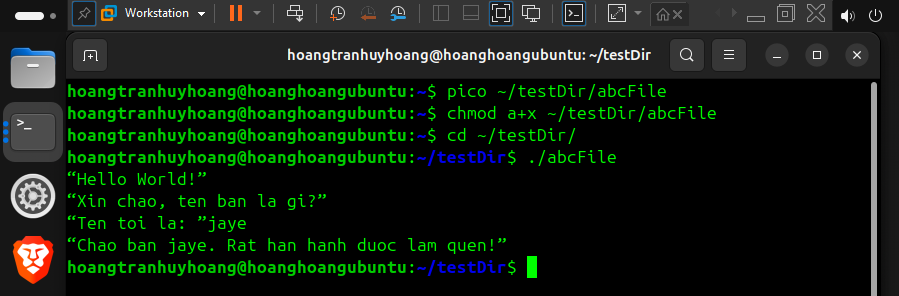 Workstation
hoangtranhuyhoang@hoanghoangubuntu: ~/testDir
hoangtranhuyhoang@hoanghoangubuntu:~$ pico ~/testDir/abcFile
hoangtranhuyhoang@hoanghoangubuntu:~$ chmod a+x ~/testDir/abcFile
hoangtranhuyhoang@hoanghoangubuntu:~$ cd ~/testDir/
hoangtranhuyhoang@hoanghoangubuntu:~/testDir$ ./abcFile
“Hello World!”
“Xin chao, ten ban la gi?”
“Ten toi la: ”jaye
“Chao ban jaye. Rat han hanh duoc lam quen!”
hoangtranhuyhoang@hoanghoangubuntu:~/testDir$